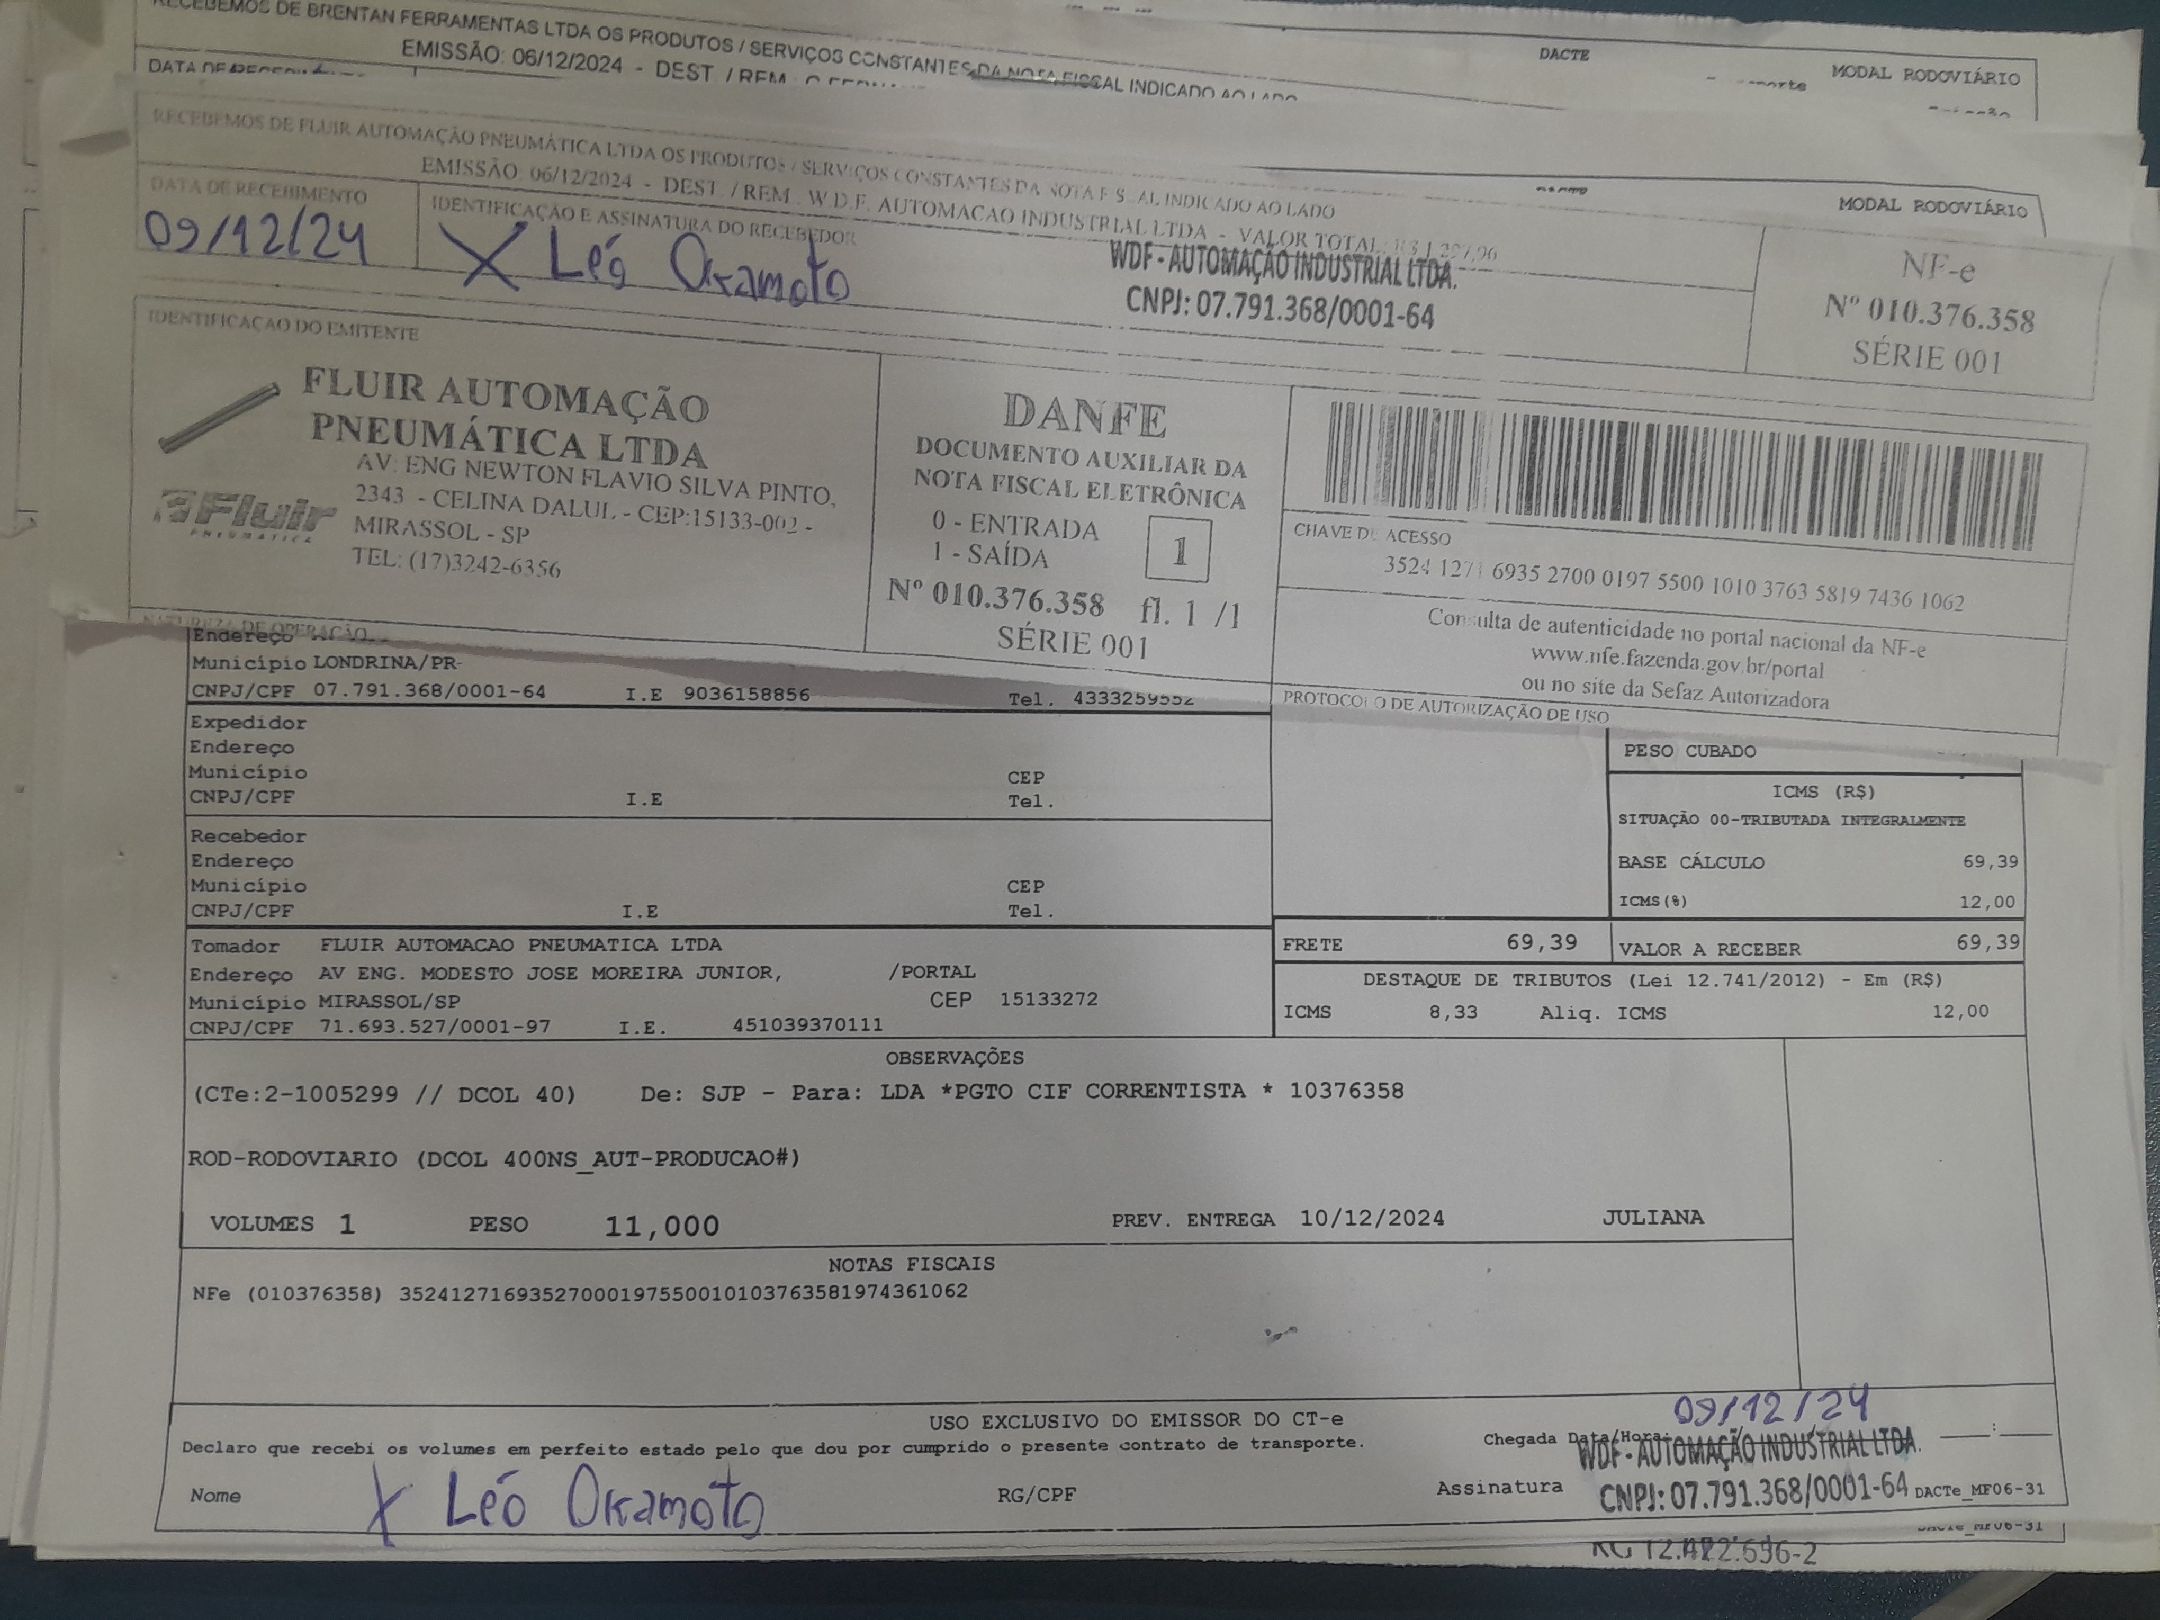 RECEBEMOS DE BRENTAN FERRAMENTAS LTDA OS PRODUTOS / SERVIÇOS CONSTANTES DA NOTA FISCAL INDICADO AO LADO
EMISSÃO: 06/12/2024 - DEST. / REM.
DATA DE RECEBIMENTO
DACTE
MODAL RODOVIÁRIO
RECEBEMOS DE FLUIR AUTOMAÇÃO PNEUMÁTICA LTDA OS PRODUTOS / SERVIÇOS CONSTANTES DA NOTA FISCAL INDICADO AO LADO
EMISSÃO: 06/12/2024 - DEST. / REM.: W.D.F. AUTOMACAO INDUSTRIAL LTDA - VALOR TOTAL:
MODAL RODOVIÁRIO
DATA DE RECEBIMENTO
09/12/24
IDENTIFICAÇÃO E ASSINATURA DO RECEBEDOR
X Léo Okamoto
WDF - AUTOMAÇÃO INDUSTRIAL LTDA.
CNPJ: 07.791.368/0001-64
NF-e
Nº 010.376.358
SÉRIE 001
IDENTIFICAÇÃO DO EMITENTE
FLUIR AUTOMAÇÃO
PNEUMÁTICA LTDA
AV: ENG NEWTON FLAVIO SILVA PINTO,
2343 - CELINA DALUL - CEP:15133-002 -
MIRASSOL - SP
TEL: (17)3242-6356
Fluir
PNEUMÁTICA
DANFE
DOCUMENTO AUXILIAR DA
NOTA FISCAL ELETRÔNICA
0 - ENTRADA
1 - SAÍDA
1
Nº 010.376.358 fl. 1 /1
SÉRIE 001
CHAVE DE ACESSO
3524 1271 6935 2700 0197 5500 1010 3763 5819 7436 1062
Consulta de autenticidade no portal nacional da NF-e
www.nfe.fazenda.gov.br/portal
ou no site da Sefaz Autorizadora
NATUREZA DE OPERAÇÃO
PROTOCOLO DE AUTORIZAÇÃO DE USO
Endereço
Município LONDRINA/PR
CNPJ/CPF 07.791.368/0001-64 I.E 9036158856 Tel. 4333259552
Expedidor
Endereço
Município CEP
CNPJ/CPF I.E Tel.
PESO CUBADO
ICMS (R$)
SITUAÇÃO 00-TRIBUTADA INTEGRALMENTE
BASE CÁLCULO 69,39
ICMS(%) 12,00
Recebedor
Endereço
Município CEP
CNPJ/CPF I.E Tel.
FRETE 69,39 VALOR A RECEBER 69,39
Tomador FLUIR AUTOMACAO PNEUMATICA LTDA
Endereço AV ENG. MODESTO JOSE MOREIRA JUNIOR, /PORTAL
Município MIRASSOL/SP CEP 15133272
CNPJ/CPF 71.693.527/0001-97 I.E. 451039370111
DESTAQUE DE TRIBUTOS (Lei 12.741/2012) - Em (R$)
ICMS 8,33 Aliq. ICMS 12,00
OBSERVAÇÕES
(CTe:2-1005299 // DCOL 40) De: SJP - Para: LDA *PGTO CIF CORRENTISTA * 10376358
ROD-RODOVIARIO (DCOL 400NS_AUT-PRODUCAO#)
VOLUMES 1 PESO 11,000 PREV. ENTREGA 10/12/2024 JULIANA
NOTAS FISCAIS
NFe (010376358) 35241271693527000197550010103763581974361062
USO EXCLUSIVO DO EMISSOR DO CT-e
Declaro que recebi os volumes em perfeito estado pelo que dou por cumprido o presente contrato de transporte.
Chegada Data/Hora: 09/12/24 :
WDF - AUTOMAÇÃO INDUSTRIAL LTDA.
Nome X Léo Okamoto RG/CPF Assinatura
CNPJ: 07.791.368/0001-64
DACTe_MF06-31
DACTe_MF06-31